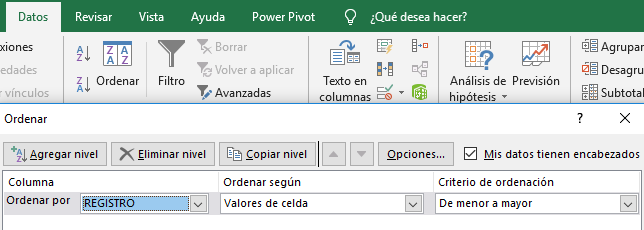 Datos Revisar Vista Ayuda Power Pivot ¿Qué desea hacer?
xiones
edades
r vínculos
A Z
Z A
Z A A Z
Ordenar
Filtro
Borrar
Volver a aplicar
Avanzadas
Texto en
columnas
Análisis de
hipótesis
Previsión
Agrupar
Desagru
Subtotal
Ordenar ? ×
Agregar nivel Eliminar nivel Copiar nivel Opciones... Mis datos tienen encabezados
Columna Ordenar según Criterio de ordenación
Ordenar por REGISTRO Valores de celda De menor a mayor